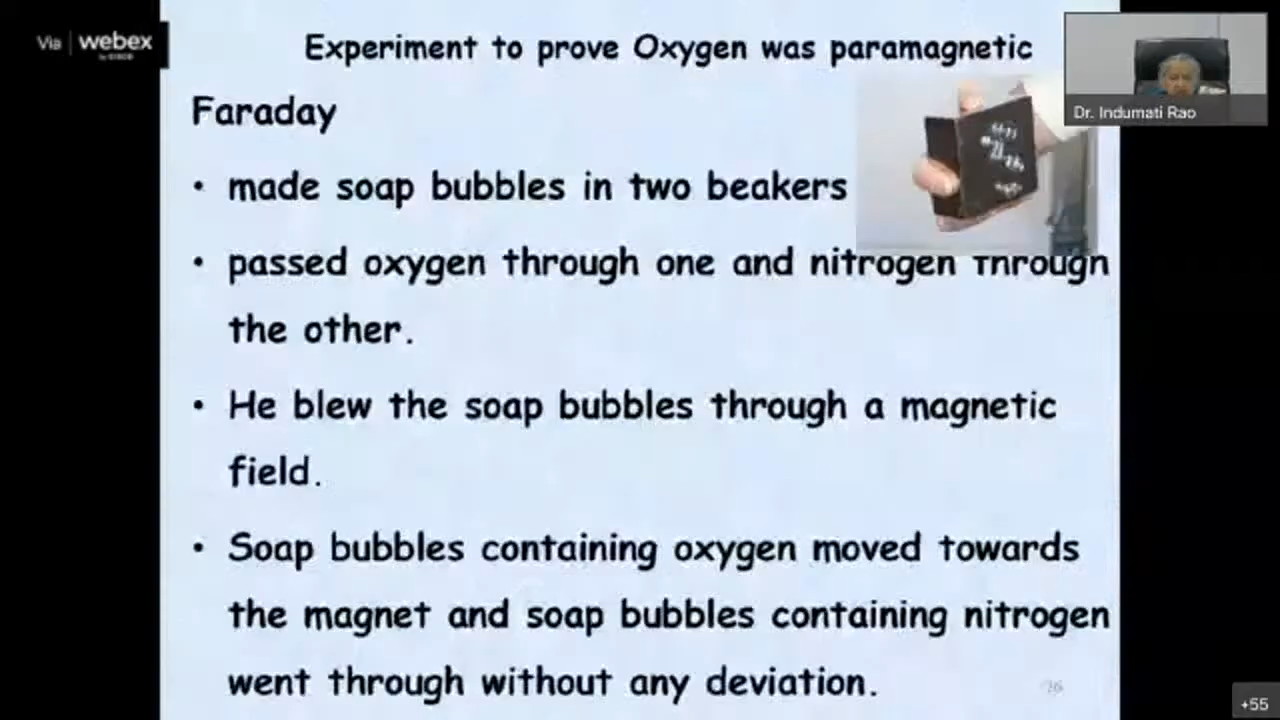 Via webex
by CISCO
Experiment to prove Oxygen was paramagnetic
Dr. Indumati Rao
Faraday
• made soap bubbles in two beakers
• passed oxygen through one and nitrogen through
the other.
• He blew the soap bubbles through a magnetic
field.
• Soap bubbles containing oxygen moved towards
the magnet and soap bubbles containing nitrogen
went through without any deviation.
+55